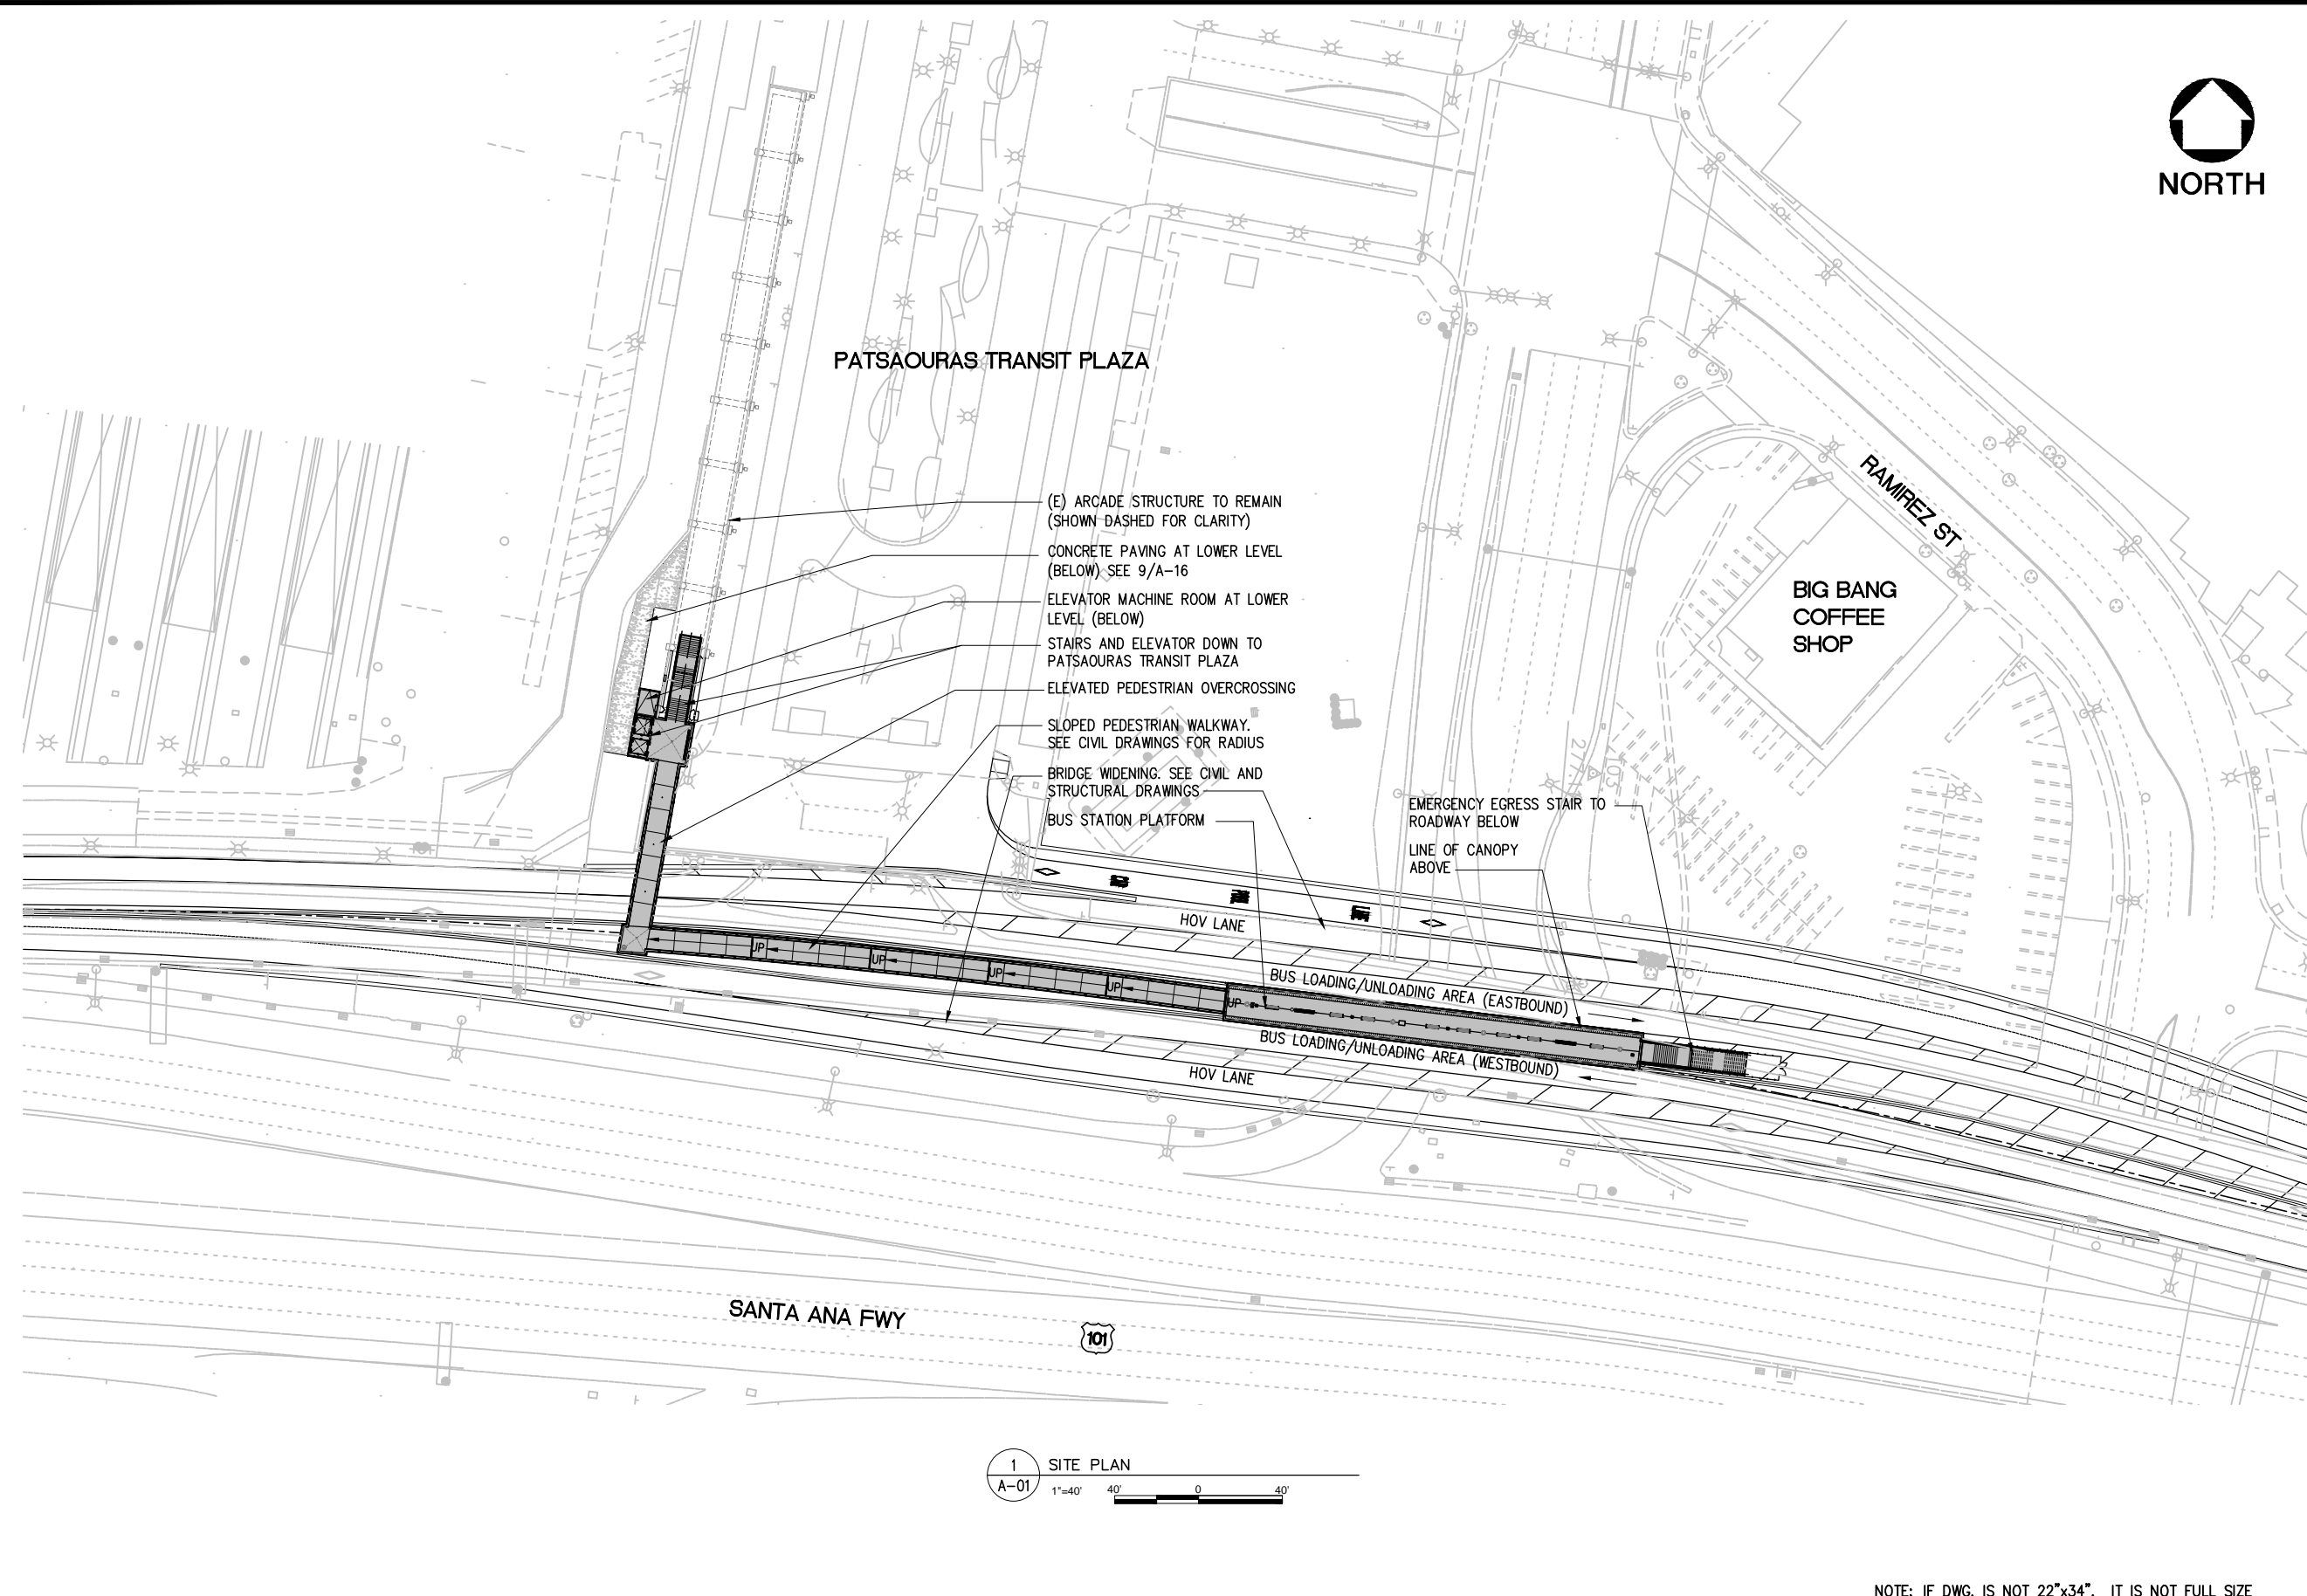 NORTH
PATSAOURAS TRANSIT PLAZA
RAMIREZ ST
(E) ARCADE STRUCTURE TO REMAIN
(SHOWN DASHED FOR CLARITY)
CONCRETE PAVING AT LOWER LEVEL
(BELOW) SEE 9/A-16
ELEVATOR MACHINE ROOM AT LOWER
LEVEL (BELOW)
STAIRS AND ELEVATOR DOWN TO
PATSAOURAS TRANSIT PLAZA
ELEVATED PEDESTRIAN OVERCROSSING
SLOPED PEDESTRIAN WALKWAY.
SEE CIVIL DRAWINGS FOR RADIUS
BRIDGE WIDENING. SEE CIVIL AND
STRUCTURAL DRAWINGS
BUS STATION PLATFORM
BIG BANG
COFFEE
SHOP
EMERGENCY EGRESS STAIR TO
ROADWAY BELOW
LINE OF CANOPY
ABOVE
HOV LANE
UP
UP
UP
UP
UP
BUS LOADING/UNLOADING AREA (EASTBOUND)
BUS LOADING/UNLOADING AREA (WESTBOUND)
HOV LANE
SANTA ANA FWY
101
1
A-01
SITE PLAN
1"=40'
40' 0 40'
NOTE: IF DWG. IS NOT 22"x34", IT IS NOT FULL SIZE